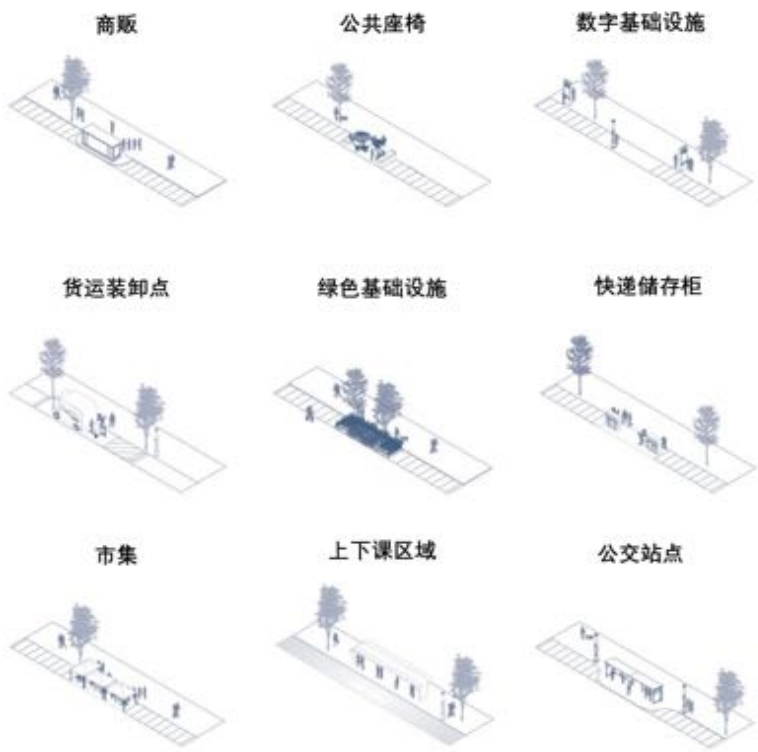 商贩
公共座椅
数字基础设施
货运装卸点
绿色基础设施
快递储存柜
市集
上下课区域
公交站点